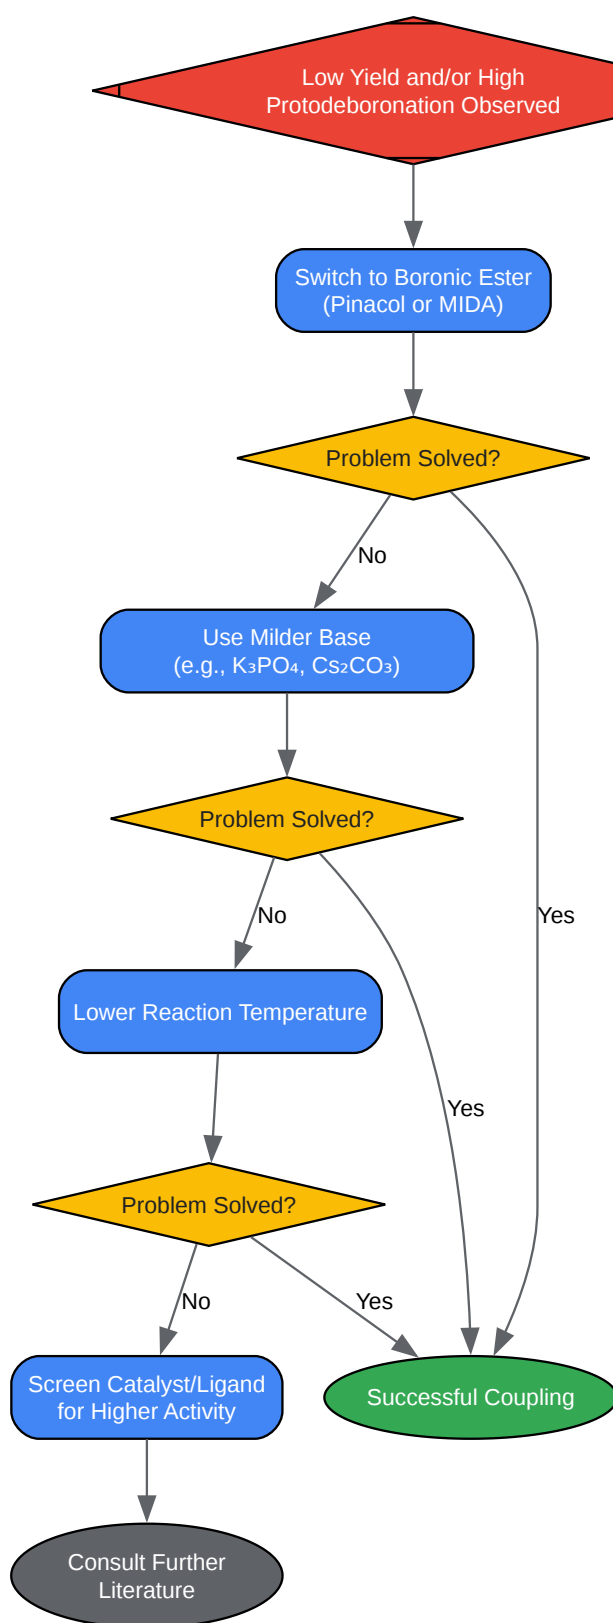 Low Yield and/or High
Protodeboronation Observed
Switch to Boronic Ester
(Pinacol or MIDA)
Problem Solved?
No
Use Milder Base
(e.g., K₃PO₄, Cs₂CO₃)
Problem Solved?
No
Yes
Lower Reaction Temperature
Yes
Problem Solved?
No
Yes
Screen Catalyst/Ligand
for Higher Activity
Successful Coupling
Consult Further
Literature